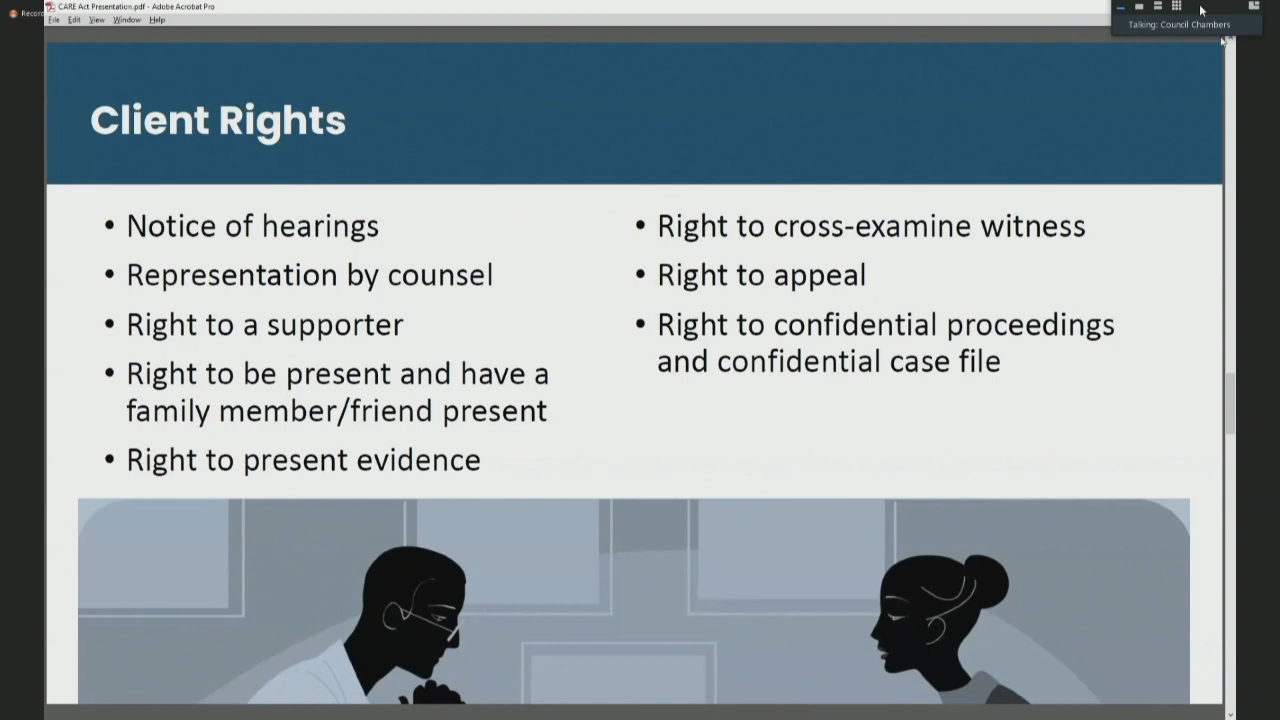 Recor
CARE Act Presentation.pdf - Adobe Acrobat Pro
File Edit View Window Help
Talking: Council Chambers
Client Rights
• Notice of hearings
• Representation by counsel
• Right to a supporter
• Right to be present and have a
family member/friend present
• Right to present evidence
• Right to cross-examine witness
• Right to appeal
• Right to confidential proceedings
and confidential case file